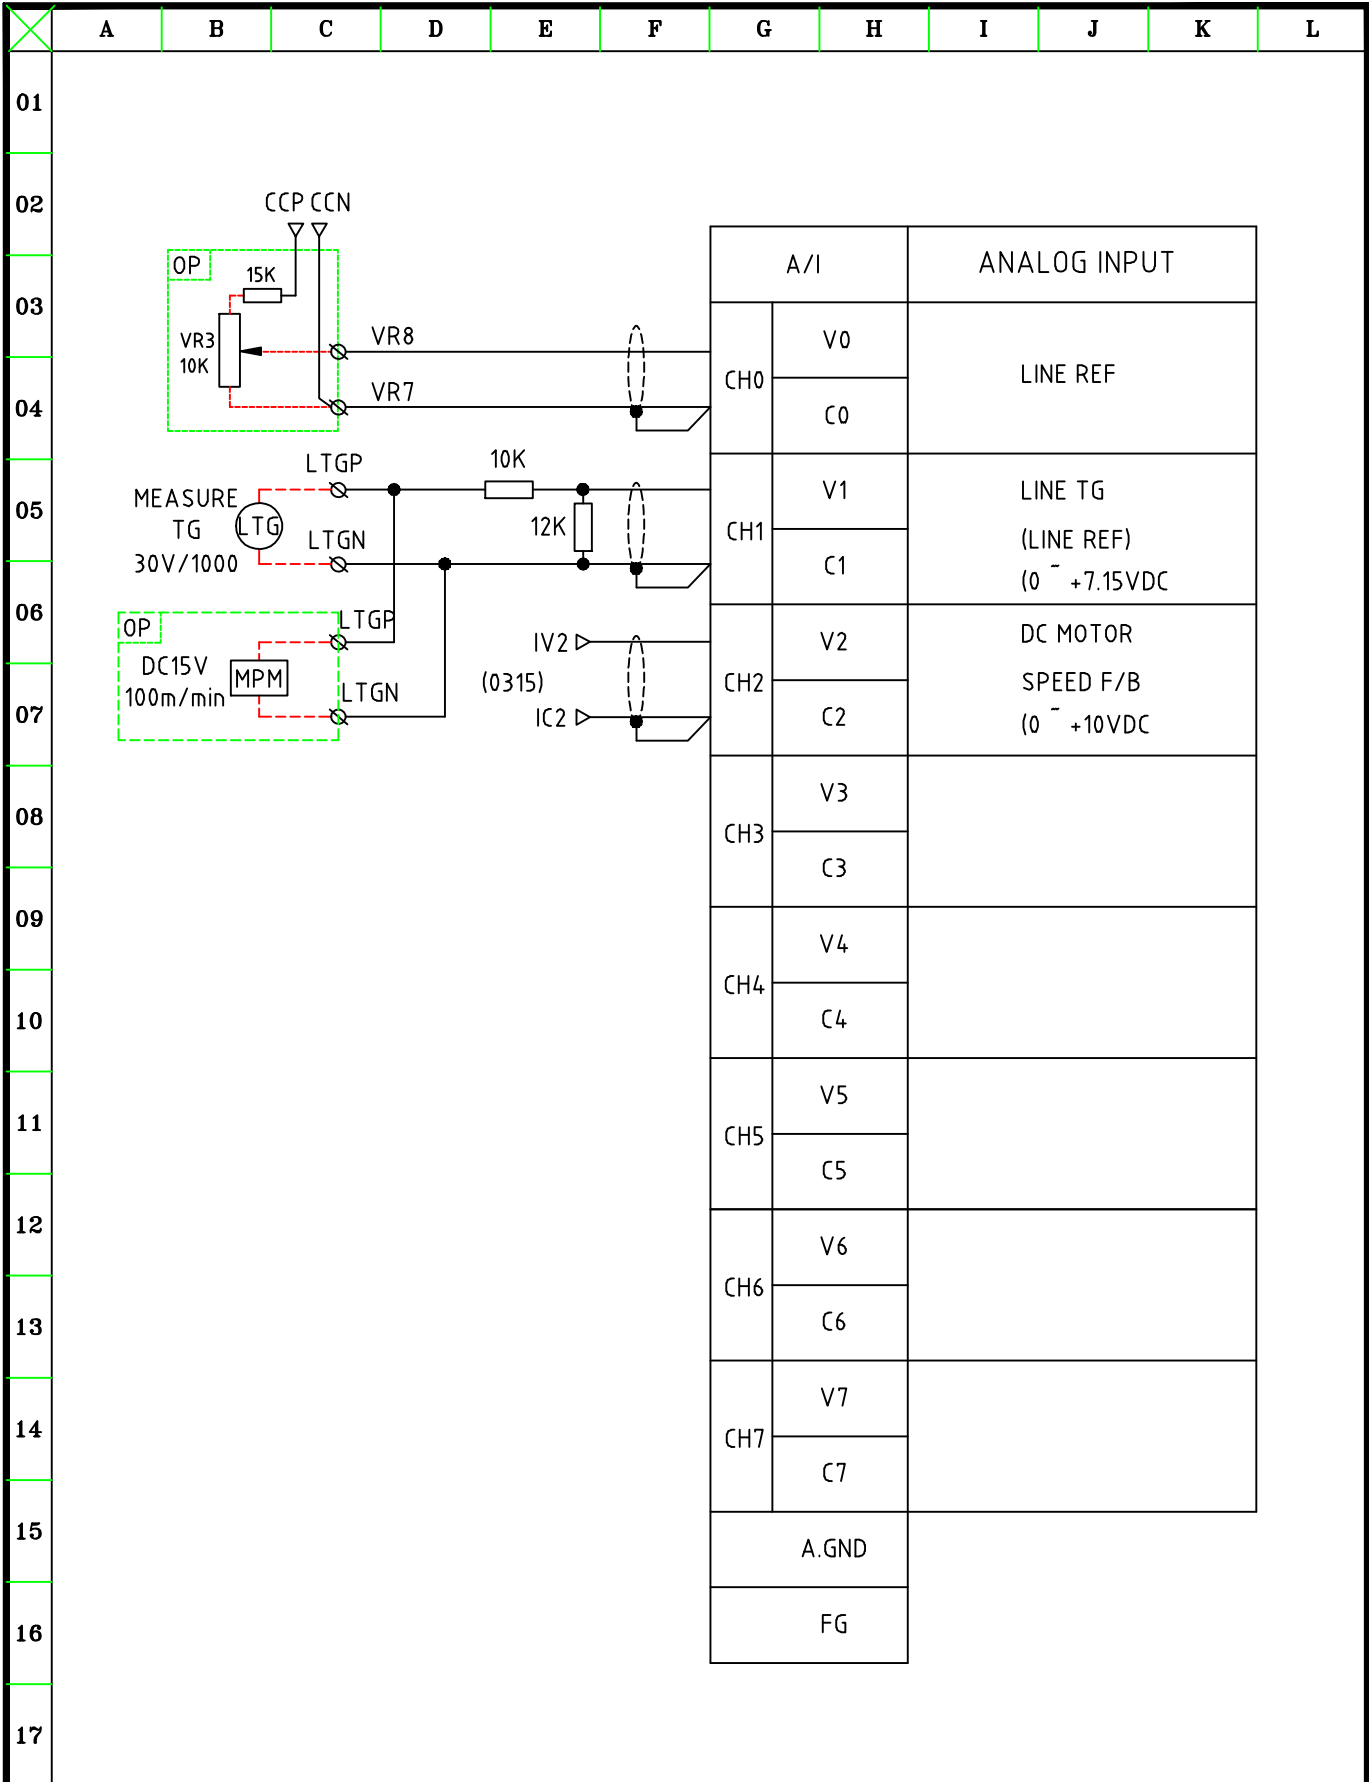 A B C D E F G H I J K L
01
02
CCP CCN
OP
15K
A/I
ANALOG INPUT
03
VR3
10K
VR8
V0
CH0
LINE REF
04
VR7
C0
LTGP
10K
05
MEASURE
TG
30V/1000
LTG
LTGN
12K
V1
CH1
C1
LINE TG
(LINE REF)
(0 ~ +7.15VDC
06
OP
LTGP
DC15V
100m/min
MPM
LTGN
IV2
(0315)
IC2
V2
CH2
C2
DC MOTOR
SPEED F/B
(0 ~ +10VDC
07
V3
08
CH3
C3
09
V4
CH4
10
C4
V5
11
CH5
C5
12
V6
CH6
13
C6
V7
14
CH7
C7
15
A.GND
16
FG
17